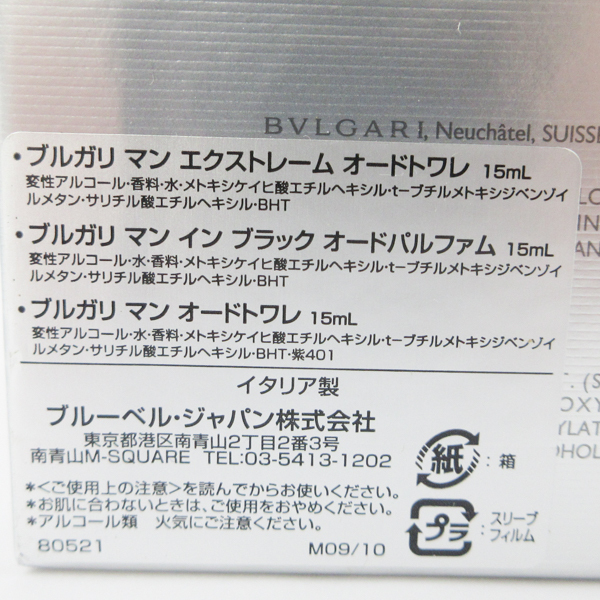 BVLGARI, Neuchâtel, SUISSE
・ブルガリ マン エクストレーム オードトワレ 15mL
変性アルコール・香料・水・メトキシケイヒ酸エチルヘキシル・t-ブチルメトキシジベンゾイ
ルメタン・サリチル酸エチルヘキシル・BHT
・ブルガリ マン イン ブラック オードパルファム 15mL
変性アルコール・水・香料・メトキシケイヒ酸エチルヘキシル・t-ブチルメトキシジベンゾイ
ルメタン・サリチル酸エチルヘキシル・BHT
・ブルガリ マン オードトワレ 15mL
変性アルコール・水・香料・メトキシケイヒ酸エチルヘキシル・t-ブチルメトキシジベンゾイ
ルメタン・サリチル酸エチルヘキシル・BHT・紫401
イタリア製
ブルーベル・ジャパン株式会社
東京都港区南青山2丁目2番3号
南青山M-SQUARE TEL:03-5413-1202
紙 : 箱
*<ご使用上の注意>を読んでからお使いください。
*お肌に合わないときは、ご使用をおやめください。
*アルコール類 火気にご注意ください。
プラ : スリーブ
フィルム
80521 M09/10